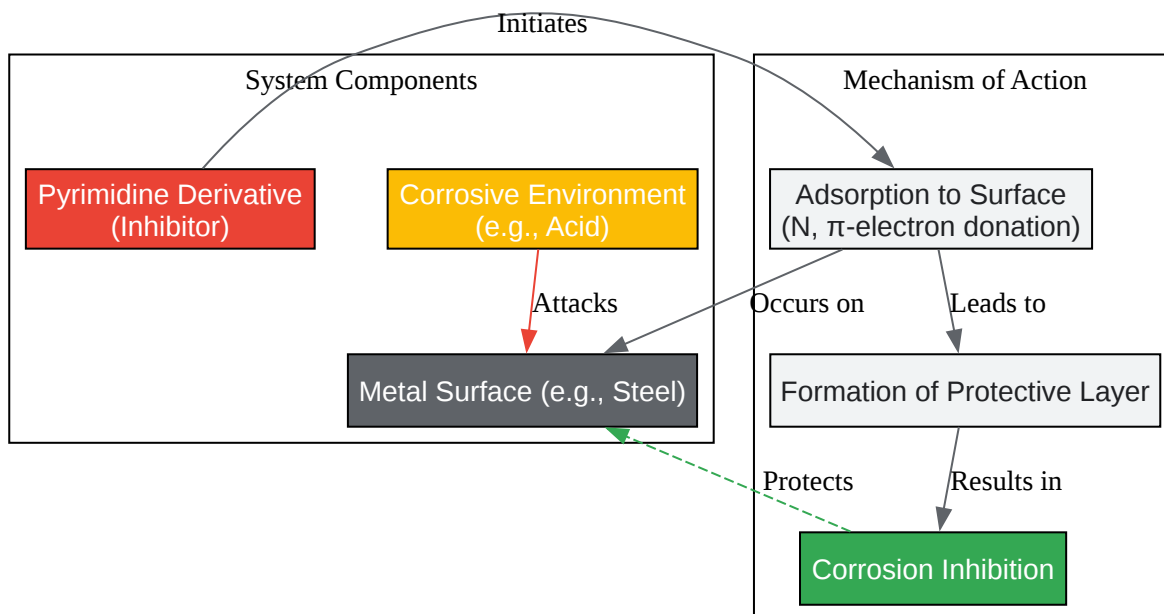 Initiates
System Components
Mechanism of Action
Pyrimidine Derivative
(Inhibitor)
Corrosive Environment
(e.g., Acid)
Adsorption to Surface
(N, π-electron donation)
Attacks
Occurs on
Leads to
Metal Surface (e.g., Steel)
Formation of Protective Layer
Protects
Results in
Corrosion Inhibition